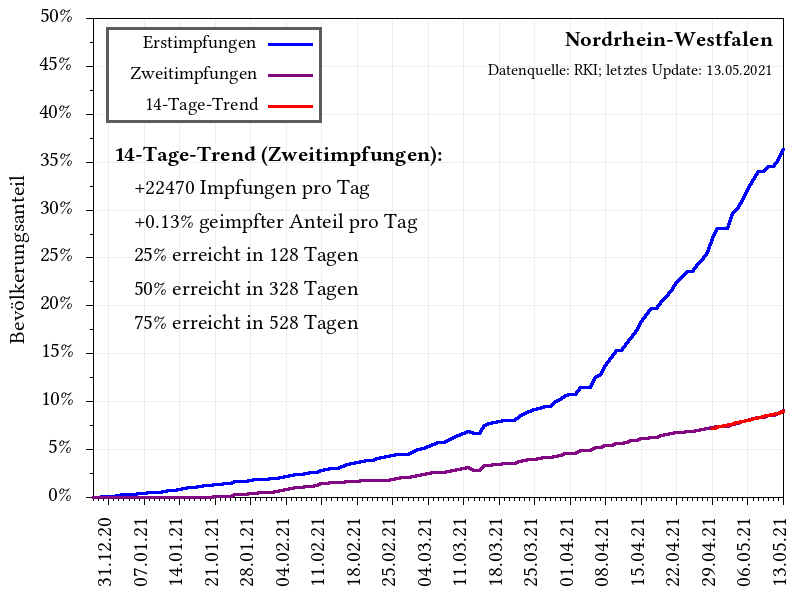 50%
45%
40%
35%
30%
25%
20%
15%
10%
5%
0%
Bevölkerungsanteil
Erstimpfungen
Zweitimpfungen
14-Tage-Trend
Nordrhein-Westfalen
Datenquelle: RKI; letztes Update: 13.05.2021
14-Tage-Trend (Zweitimpfungen):
+22470 Impfungen pro Tag
+0.13% geimpfter Anteil pro Tag
25% erreicht in 128 Tagen
50% erreicht in 328 Tagen
75% erreicht in 528 Tagen
31.12.20
07.01.21
14.01.21
21.01.21
28.01.21
04.02.21
11.02.21
18.02.21
25.02.21
04.03.21
11.03.21
18.03.21
25.03.21
01.04.21
08.04.21
15.04.21
22.04.21
29.04.21
06.05.21
13.05.21